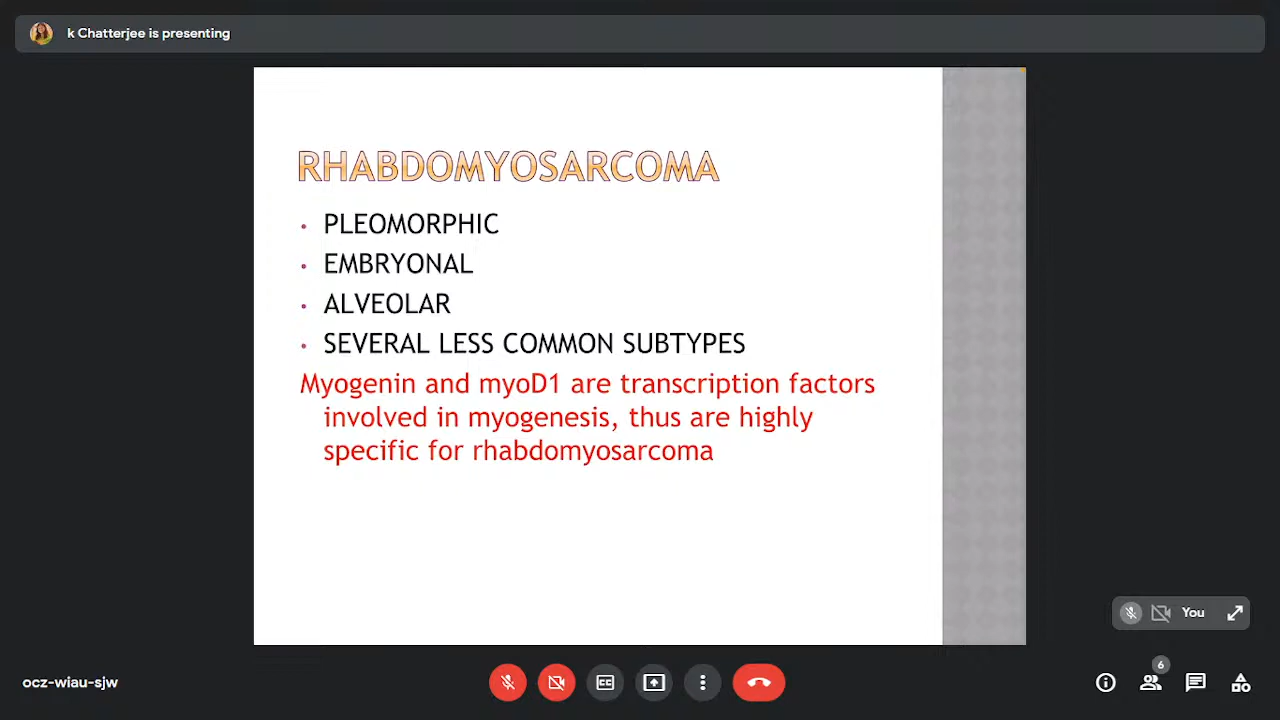 k Chatterjee is presenting
RHABDOMYOSARCOMA
• PLEOMORPHIC
• EMBRYONAL
• ALVEOLAR
• SEVERAL LESS COMMON SUBTYPES
Myogenin and myoD1 are transcription factors
involved in myogenesis, thus are highly
specific for rhabdomyosarcoma
You
6
ocz-wiau-sjw
CC